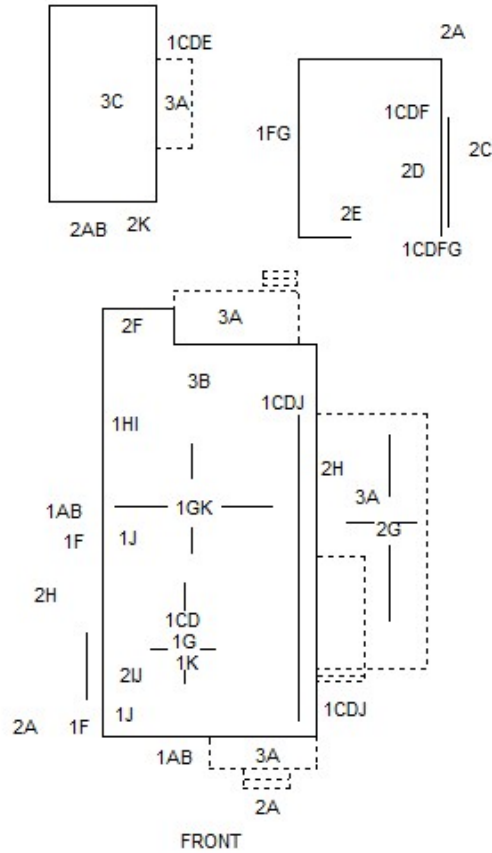 2A
1CDE
3C
3A
1CDF
1FG
2C
2D
2E
2AB
2K
1CDFG
3A
2F
3B
1CDJ
1HI
2H
3A
1AB
1GK
1F
1J
2G
2H
1CD
1G
1K
2IJ
1CDJ
1J
2A
1F
1AB
3A
2A
FRONT